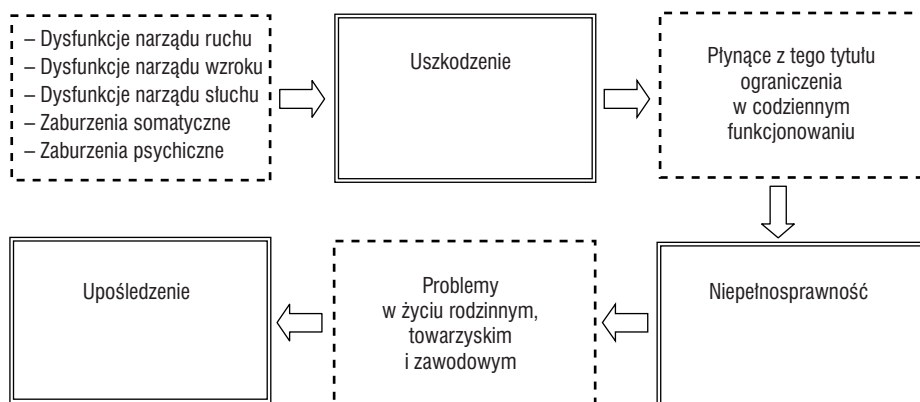 – Dysfunkcje narządu ruchu
– Dysfunkcje narządu wzroku
– Dysfunkcje narządu słuchu
– Zaburzenia somatyczne
– Zaburzenia psychiczne
Uszkodzenie
Płynące z tego tytułu
ograniczenia
w codziennym
funkcjonowaniu
Niepełnosprawność
Problemy
w życiu rodzinnym,
towarzyskim
i zawodowym
Upośledzenie